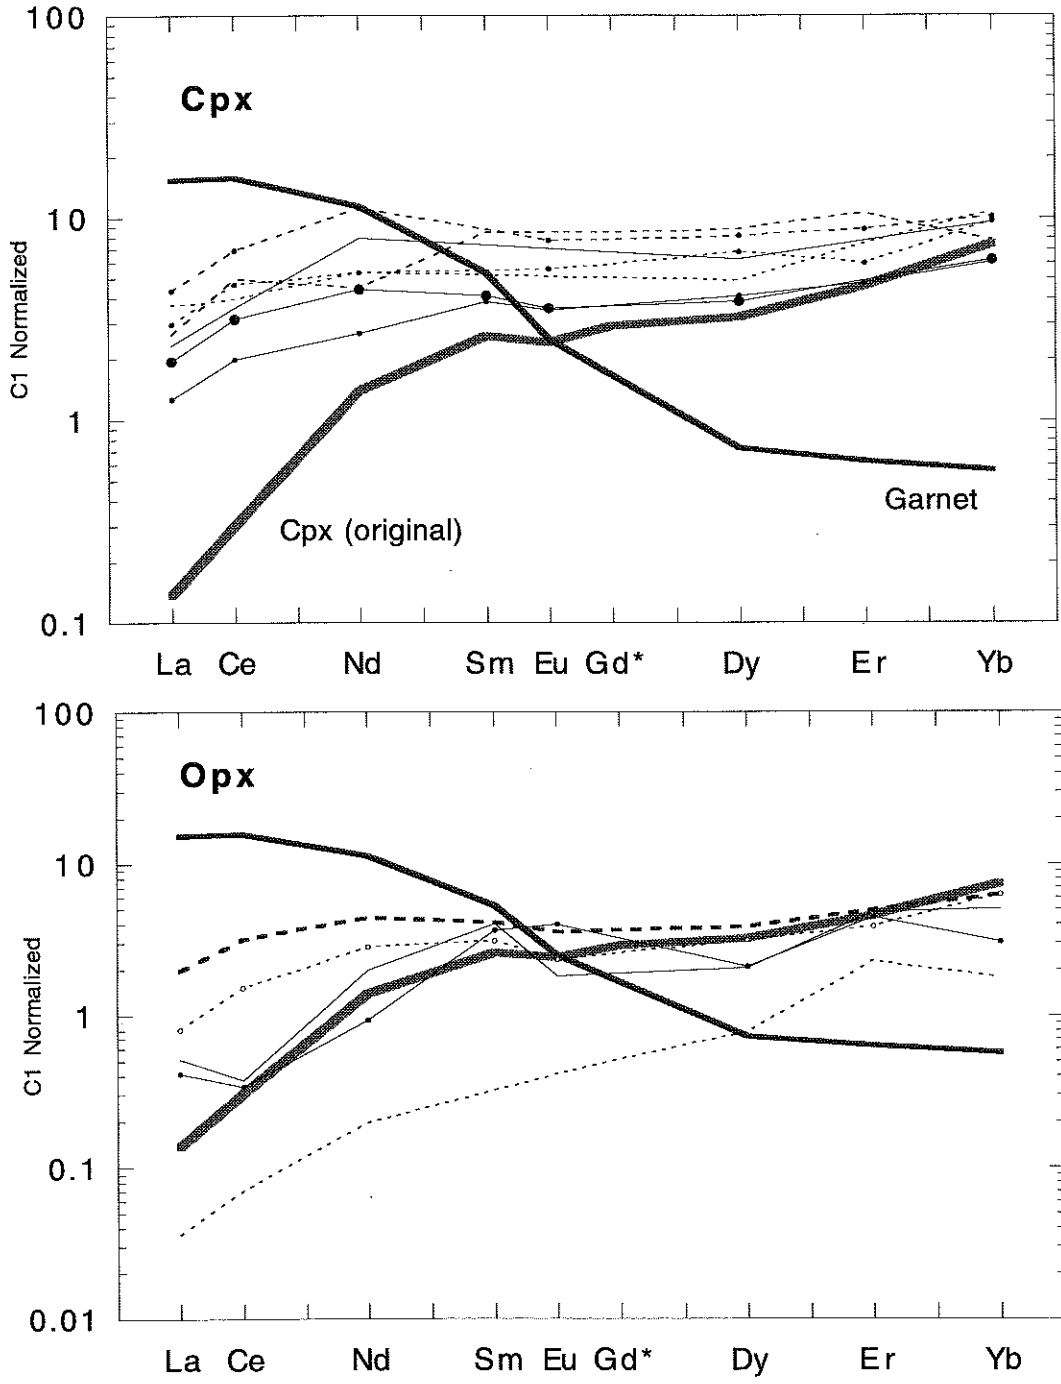 100
Cpx
10
C1 Normalized
1
Garnet
Cpx (original)
0.1
La Ce Nd Sm Eu Gd* Dy Er Yb
100
Opx
10
C1 Normalized
1
0.1
0.01
La Ce Nd Sm Eu Gd* Dy Er Yb